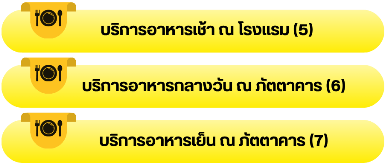 บริการอาหารเช้า ณ โรงแรม (5)
บริการอาหารกลางวัน ณ ภัตตาคาร (6)
บริการอาหารเย็น ณ ภัตตาคาร (7)